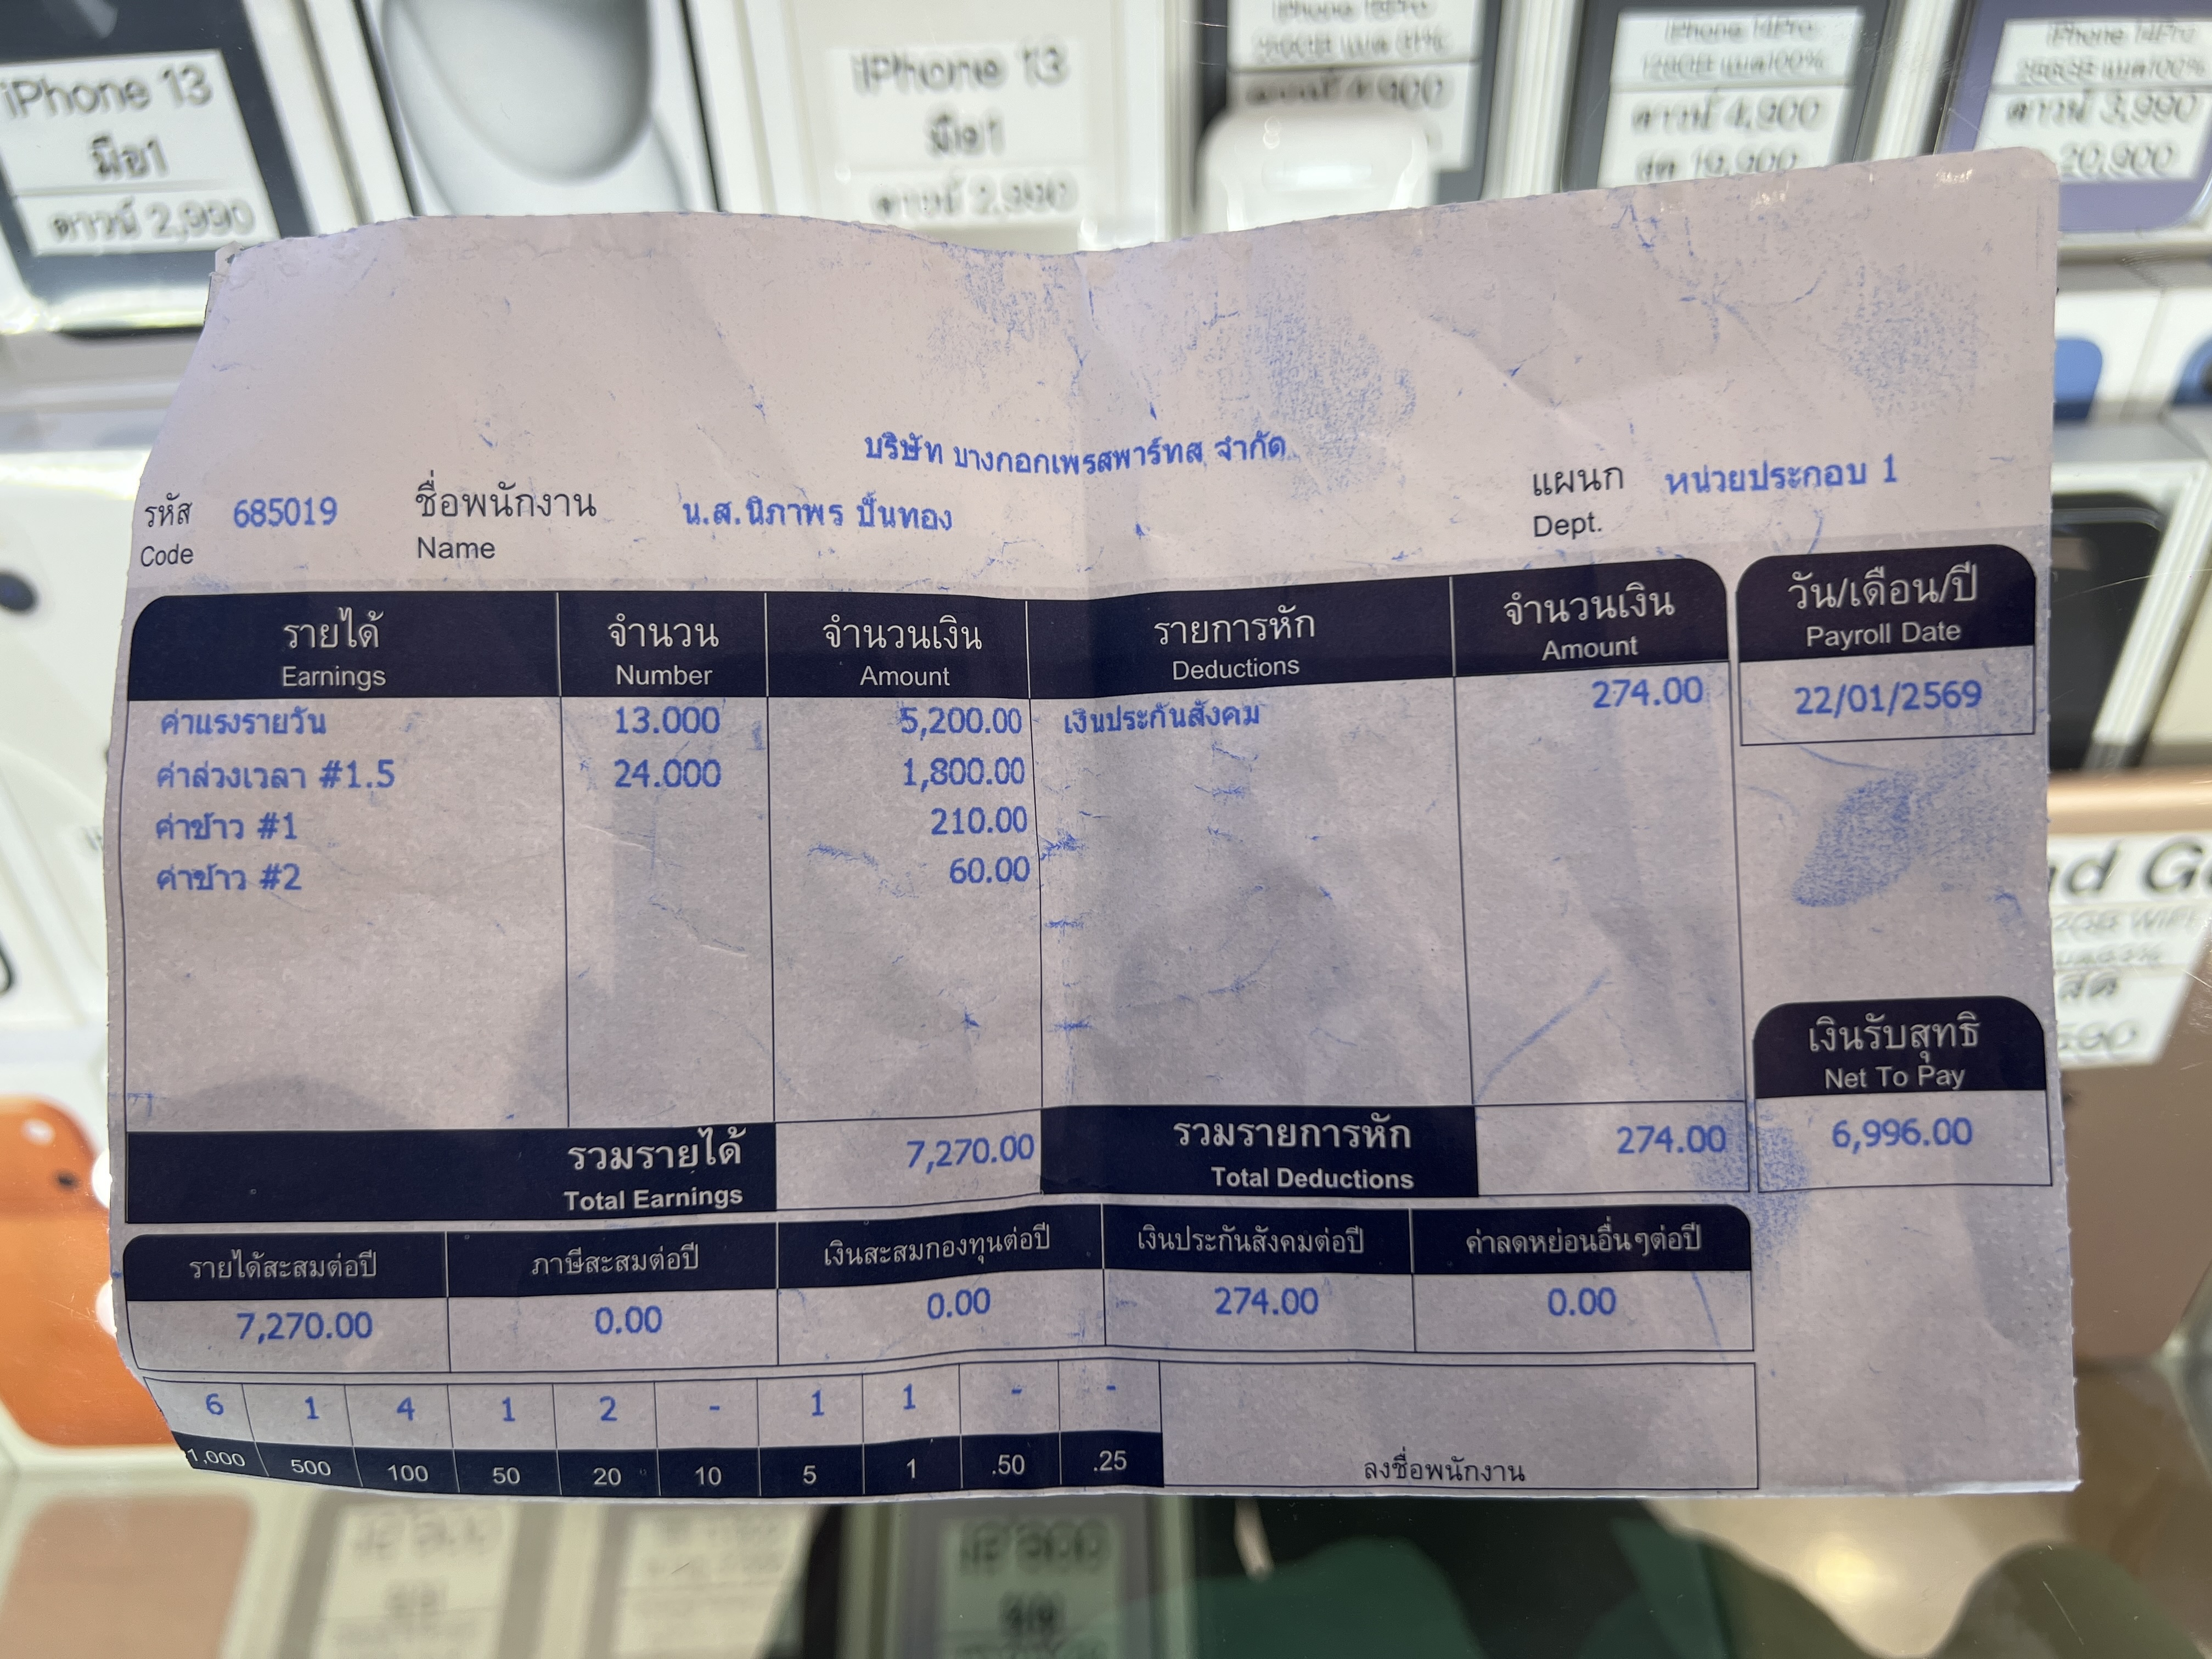 iPhone 13
มือ1
ดาวน์ 2,990
iPhone 13
มือ1
ดาวน์ 2,990
iPhone 14Pro
128GB แบต100%
ดาวน์ 4,900
สด 19,900
iPhone 14Pro
ดาวน์ 3,990
20,900
บริษัท บางกอกเพรสพาร์ทส จำกัด
รหัส 685019 ชื่อพนักงาน น.ส.นิภาพร ปั้นทอง แผนก หน่วยประกอบ 1
Code Name Dept.
รายได้ จำนวน จำนวนเงิน รายการหัก จำนวนเงิน วัน/เดือน/ปี
Earnings Number Amount Deductions Amount Payroll Date
ค่าแรงรายวัน 13.000 5,200.00 เงินประกันสังคม 274.00 22/01/2569
ค่าล่วงเวลา #1.5 24.000 1,800.00
ค่าข้าว #1 210.00
ค่าข้าว #2 60.00
เงินรับสุทธิ
Net To Pay
รวมรายได้ 7,270.00 รวมรายการหัก 274.00 6,996.00
Total Earnings Total Deductions
รายได้สะสมต่อปี ภาษีสะสมต่อปี เงินสะสมกองทุนต่อปี เงินประกันสังคมต่อปี ค่าลดหย่อนอื่นๆต่อปี
7,270.00 0.00 0.00 274.00 0.00
6 1 4 1 2 - 1 1 - -
1,000 500 100 50 20 10 5 1 .50 .25 ลงชื่อพนักงาน